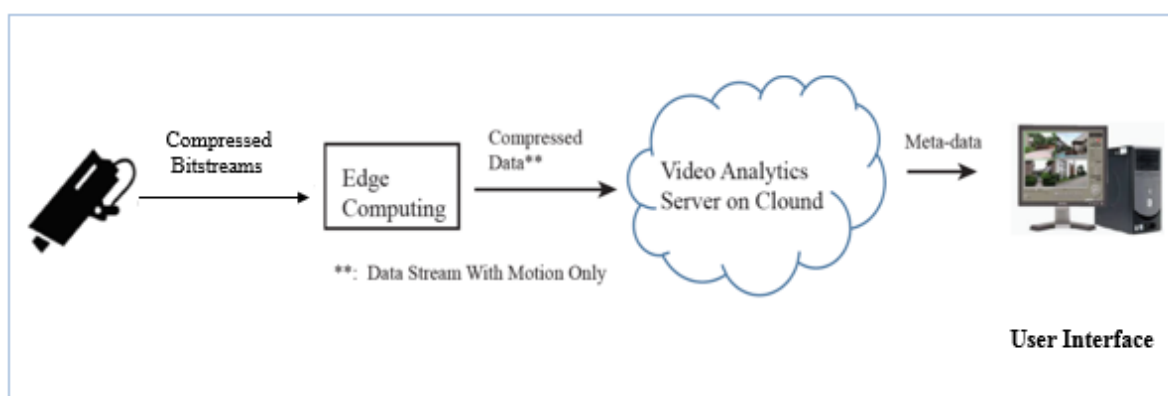 Compressed
Bitstreams
Edge
Computing
Compressed
Data**
**: Data Stream With Motion Only
Video Analytics
Server on Clound
Meta-data
User Interface